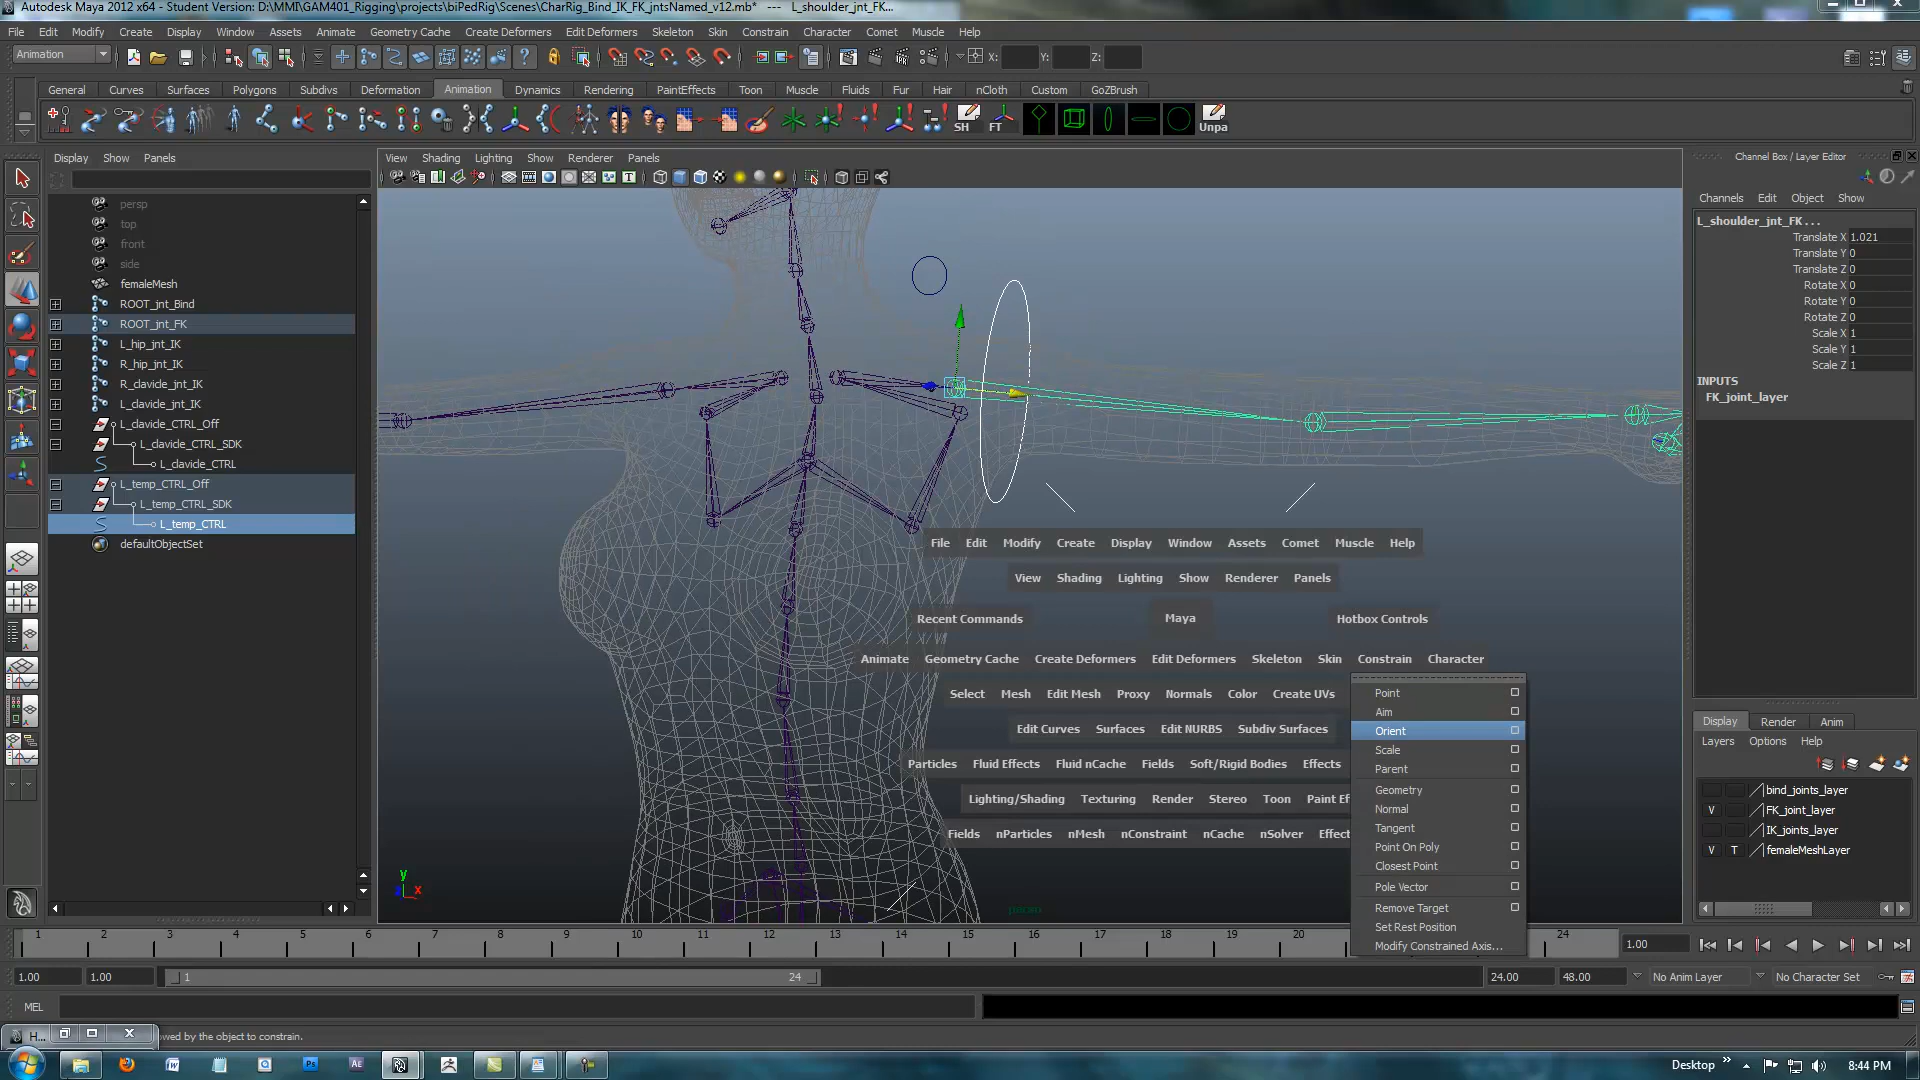 Autodesk Maya 2012 x64 - Student Version: D:\MMI\GAM401_Rigging\projects\biPedRig\Scenes\CharRig_Bind_IK_FK_jntsNamed_v12.mb* --- L_shoulder_jnt_FK...
File Edit Modify Create Display Window Assets Animate Geometry Cache Create Deformers Edit Deformers Skeleton Skin Constrain Character Comet Muscle Help
Animation X: Y: Z:
General Curves Surfaces Polygons Subdivs Deformation Animation Dynamics Rendering PaintEffects Toon Muscle Fluids Fur Hair nCloth Custom GoZBrush
SH FT Unpa
Display Show Panels
View Shading Lighting Show Renderer Panels
Channel Box / Layer Editor
Channels Edit Object Show
L_shoulder_jnt_FK...
Translate X 1.021
Translate Y 0
Translate Z 0
Rotate X 0
Rotate Y 0
Rotate Z 0
Scale X 1
Scale Y 1
Scale Z 1
INPUTS
FK_joint_layer
persp
top
front
side
femaleMesh
ROOT_jnt_Bind
ROOT_jnt_FK
L_hip_jnt_IK
R_hip_jnt_IK
R_clavicle_jnt_IK
L_clavicle_jnt_IK
L_clavicle_CTRL_Off
L_clavicle_CTRL_SDK
L_clavicle_CTRL
L_temp_CTRL_Off
L_temp_CTRL_SDK
L_temp_CTRL
defaultObjectSet
File Edit Modify Create Display Window Assets Comet Muscle Help
View Shading Lighting Show Renderer Panels
Recent Commands Maya Hotbox Controls
Animate Geometry Cache Create Deformers Edit Deformers Skeleton Skin Constrain Character
Select Mesh Edit Mesh Proxy Normals Color Create UVs
Edit Curves Surfaces Edit NURBS Subdiv Surfaces
Particles Fluid Effects Fluid nCache Fields Soft/Rigid Bodies Effects
Lighting/Shading Texturing Render Stereo Toon Paint Ef
Fields nParticles nMesh nConstraint nCache nSolver Effect
Point
Aim
Orient
Scale
Parent
Geometry
Normal
Tangent
Point On Poly
Closest Point
Pole Vector
Remove Target
Set Rest Position
Modify Constrained Axis...
y
x
persp
Display Render Anim
Layers Options Help
bind_joints_layer
V FK_joint_layer
IK_joints_layer
V T femaleMeshLayer
1 2 3 4 5 6 7 8 9 10 11 12 13 14 15 16 17 18 19 20 24 1.00
1.00 1.00 1 24 24.00 48.00 No Anim Layer No Character Set
MEL
H... owed by the object to constrain.
W Ps Ae Desktop 8:44 PM